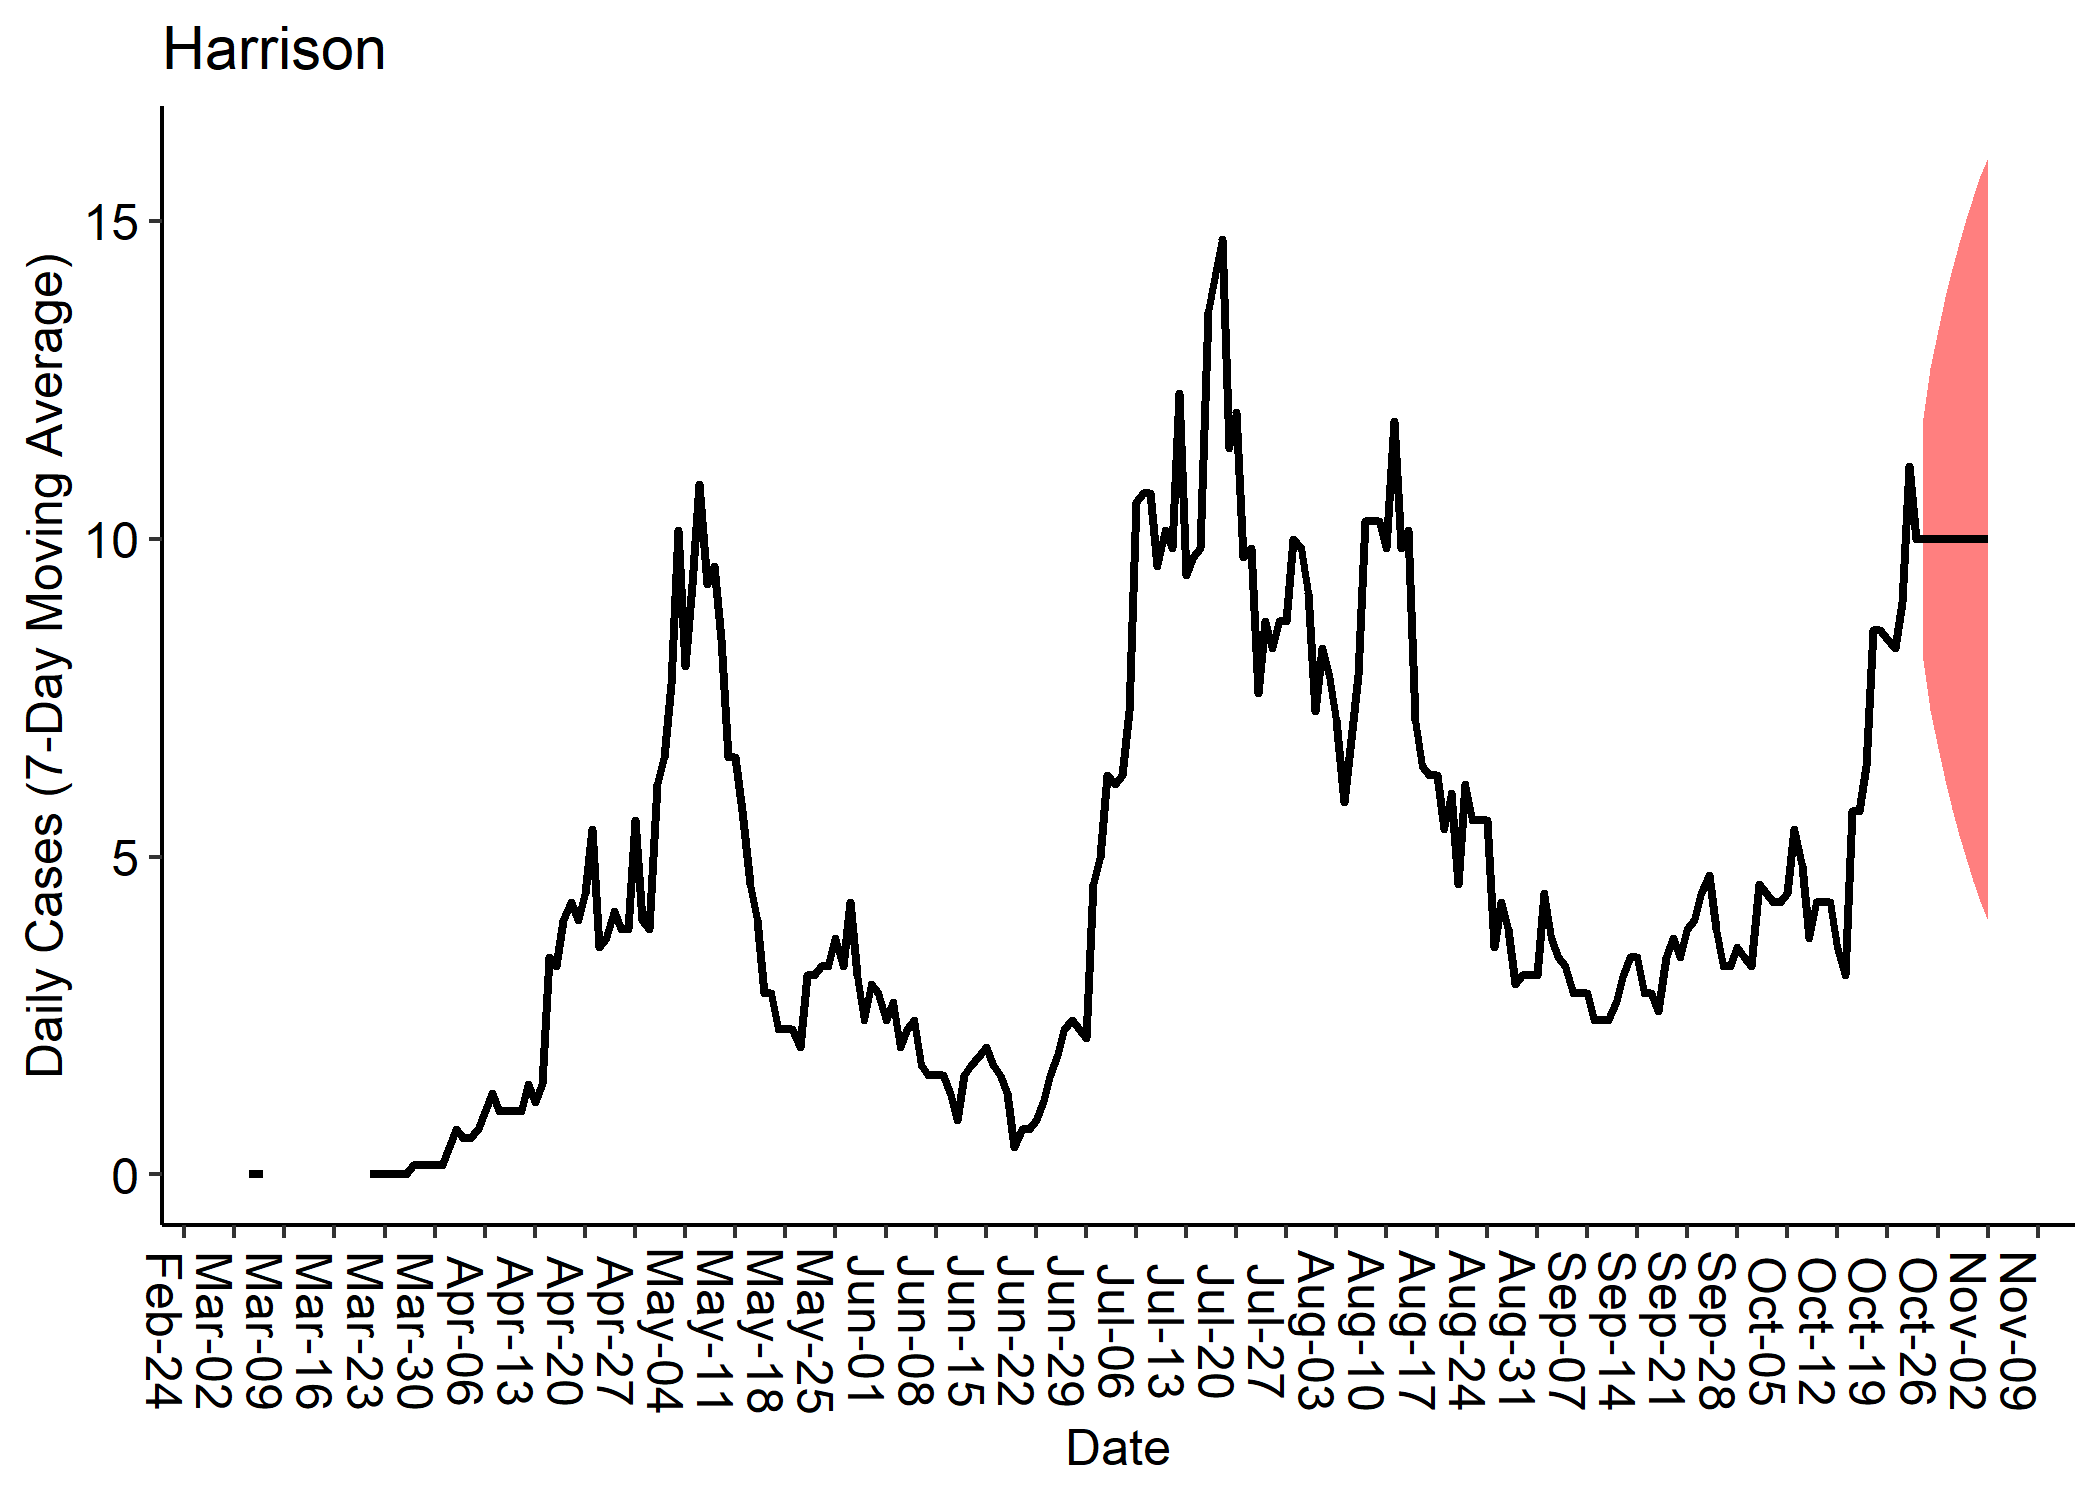 Harrison
Daily Cases (7-Day Moving Average)
15
10
5
0
Feb-24
Mar-02
Mar-09
Mar-16
Mar-23
Mar-30
Apr-06
Apr-13
Apr-20
Apr-27
May-04
May-11
May-18
May-25
Jun-01
Jun-08
Jun-15
Jun-22
Jun-29
Jul-06
Jul-13
Jul-20
Jul-27
Aug-03
Aug-10
Aug-17
Aug-24
Aug-31
Sep-07
Sep-14
Sep-21
Sep-28
Oct-05
Oct-12
Oct-19
Oct-26
Nov-02
Nov-09
Date